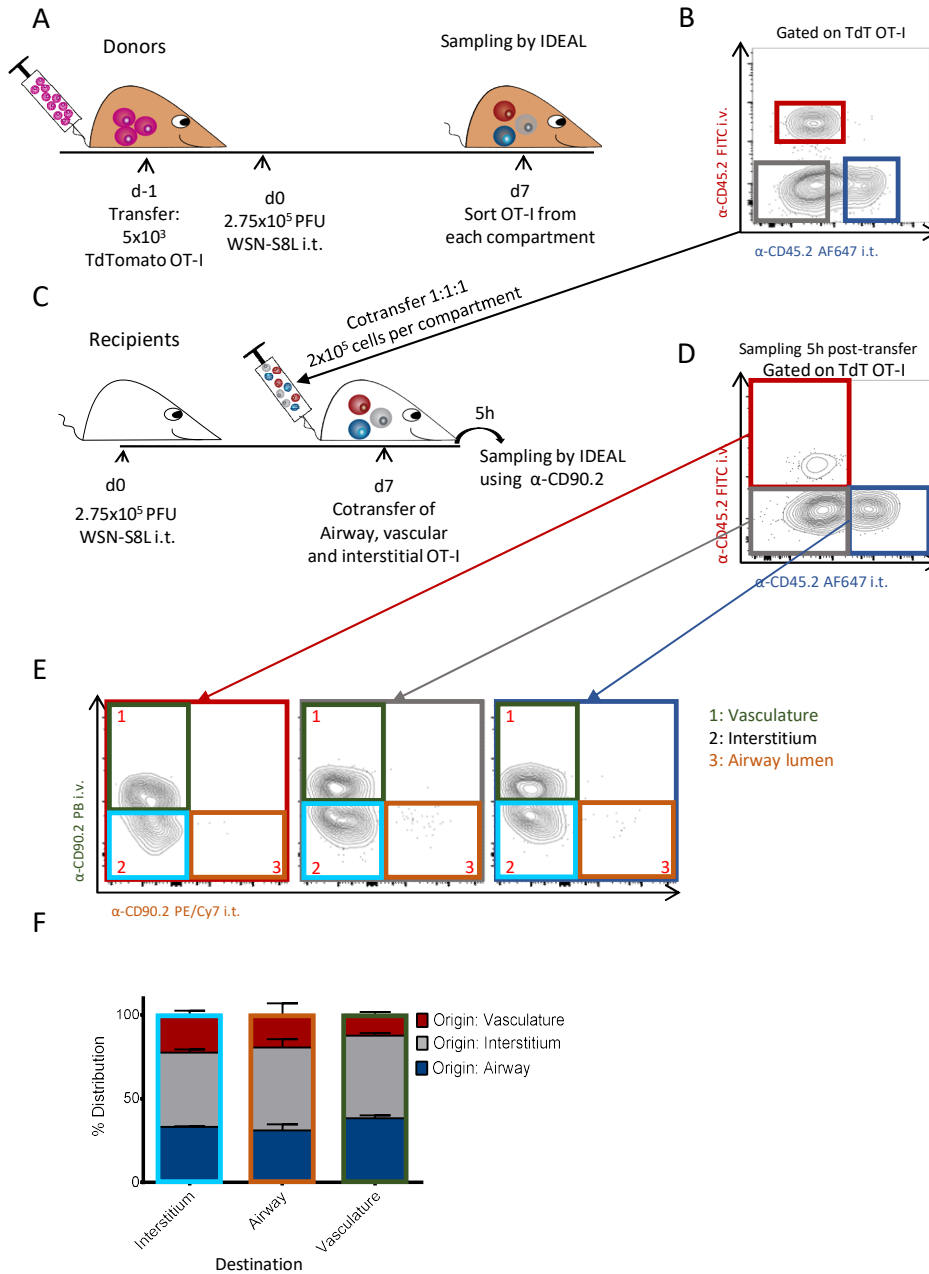 A
Donors
Sampling by IDEAL
d-1
Transfer:
5x10³
TdTomato OT-I
d0
2.75x10⁵ PFU
WSN-S8L i.t.
d7
Sort OT-I from
each compartment
B
Gated on TdT OT-I
α-CD45.2 FITC i.v.
α-CD45.2 AF647 i.t.
C
Recipients
Cotransfer 1:1:1
2x10⁵ cells per compartment
5h
Sampling by IDEAL
using α-CD90.2
d0
2.75x10⁵ PFU
WSN-S8L i.t.
d7
Cotransfer of
Airway, vascular
and interstitial OT-I
D
Sampling 5h post-transfer
Gated on TdT OT-I
α-CD45.2 FITC i.v.
α-CD45.2 AF647 i.t.
E
α-CD90.2 PB i.v.
1
2
3
1
2
3
1
2
3
α-CD90.2 PE/Cy7 i.t.
1: Vasculature
2: Interstitium
3: Airway lumen
F
% Distribution
100
50
0
Interstitium
Airway
Vasculature
Destination
Origin: Vasculature
Origin: Interstitium
Origin: Airway